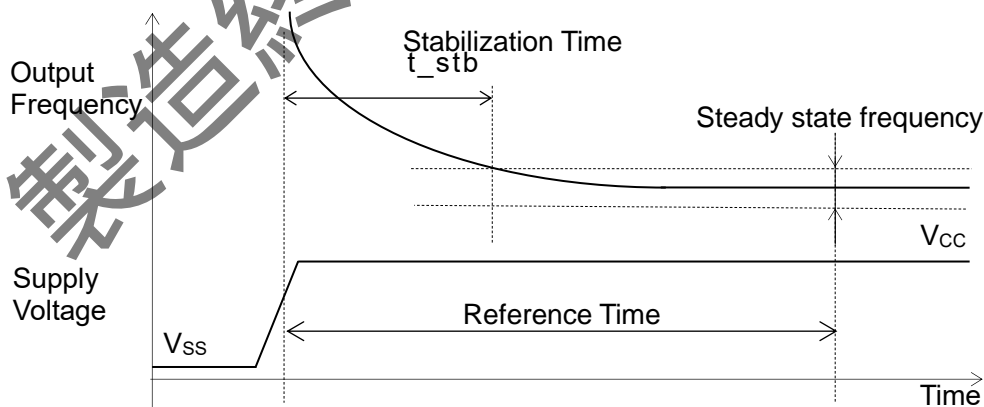 製造終
Stabilization Time
t_stb
Output
Frequency
Steady state frequency
VCC
Supply
Voltage
Reference Time
VSS
Time